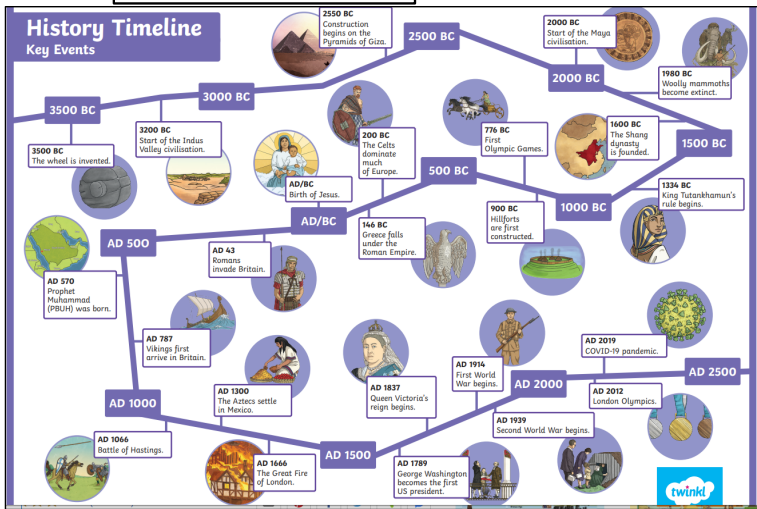 History Timeline
Key Events
3500 BC
3500 BC
The wheel is invented.
3000 BC
3200 BC
Start of the Indus
Valley civilisation.
2550 BC
Construction
begins on the
Pyramids of Giza.
2500 BC
2000 BC
Start of the Maya
civilisation.
2000 BC
1980 BC
Woolly mammoths
become extinct.
1600 BC
The Shang
dynasty
is founded.
1500 BC
1334 BC
King Tutankhamun's
rule begins.
1000 BC
900 BC
Hillforts
are first
constructed.
776 BC
First
Olympic Games.
500 BC
200 BC
The Celts
dominate
much
of Europe.
146 BC
Greece falls
under the
Roman Empire.
AD/BC
Birth of Jesus.
AD/BC
AD 43
Romans
invade Britain.
AD 500
AD 570
Prophet
Muhammad
(PBUH) was born.
AD 787
Vikings first
arrive in Britain.
AD 1000
AD 1066
Battle of Hastings.
AD 1300
The Aztecs settle
in Mexico.
AD 1666
The Great Fire
of London.
AD 1500
AD 1789
George Washington
becomes the first
US president.
AD 1837
Queen Victoria's
reign begins.
AD 1914
First World
War begins.
AD 1939
Second World War begins.
AD 2000
AD 2019
COVID-19 pandemic.
AD 2012
London Olympics.
AD 2500
twinkl